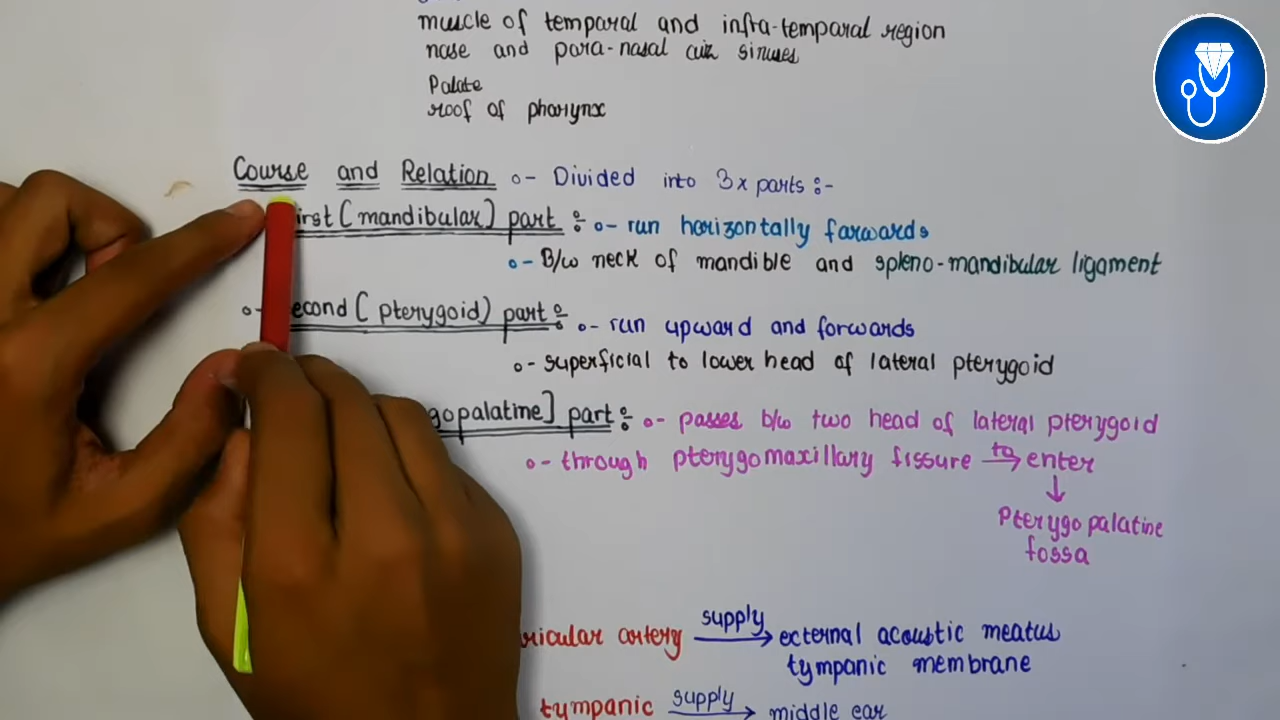 muscle of temporal and infra-temporal region
nose and para-nasal air sinuses
Palate
roof of pharynx
Course and Relation o- Divided into 3x parts :-
irst (mandibular) part : o- run horizontally farwards
o- B/w neck of mandible and spleno-mandibular ligament
o- econd (pterygoid) part : o- run upward and forwards
o- superficial to lower head of lateral pterygoid
gopalatine] part : o- passes b/w two head of lateral pterygoid
o- through pterygomaxillary fissure to → enter
↓
Pterygo palatine
fossa
ricular artery supply → external acoustic meatus
tympanic membrane
tympanic supply → middle ear